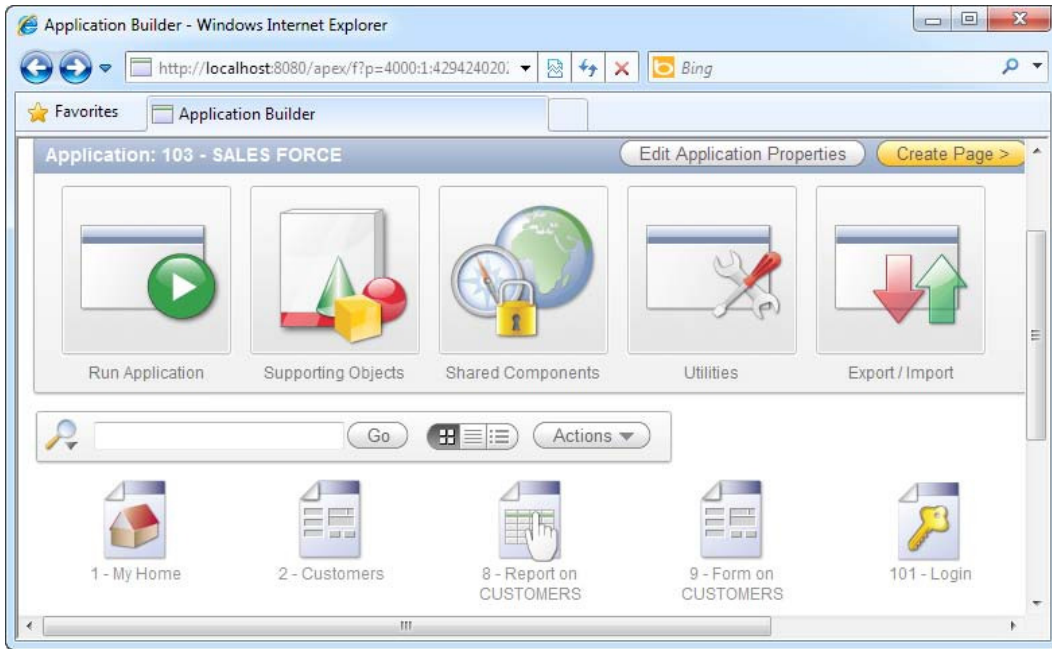 Application Builder - Windows Internet Explorer
http://localhost:8080/apex/f?p=4000:1:429424020
Bing
Favorites
Application Builder
Application: 103 - SALES FORCE
Edit Application Properties
Create Page >
Run Application
Supporting Objects
Shared Components
Utilities
Export / Import
Go
Actions
1 - My Home
2 - Customers
8 - Report on
CUSTOMERS
9 - Form on
CUSTOMERS
101 - Login